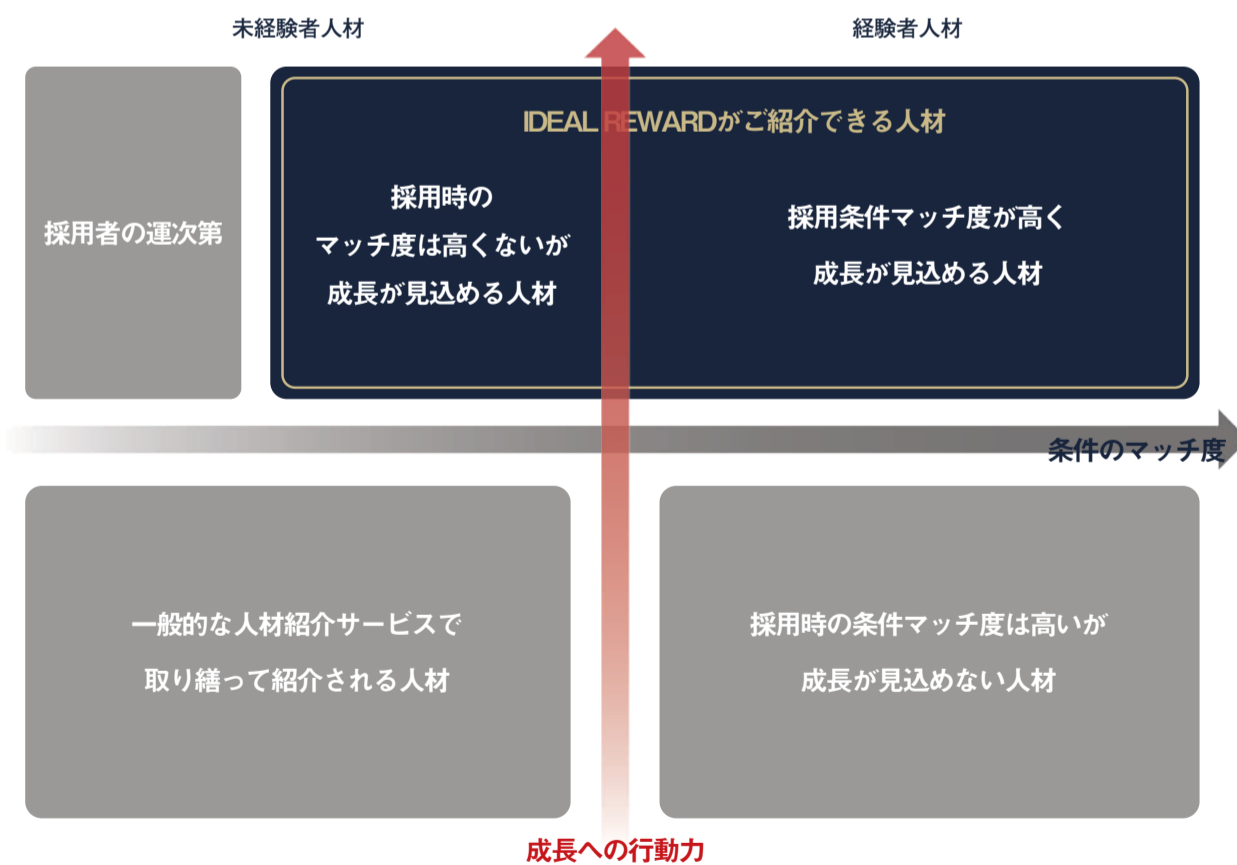 未経験者人材
経験者人材
IDEAL REWARDがご紹介できる人材
採用者の運次第
採用時の
マッチ度は高くないが
成長が見込める人材
採用条件マッチ度が高く
成長が見込める人材
条件のマッチ度
一般的な人材紹介サービスで
取り繕って紹介される人材
採用時の条件マッチ度は高いが
成長が見込めない人材
成長への行動力